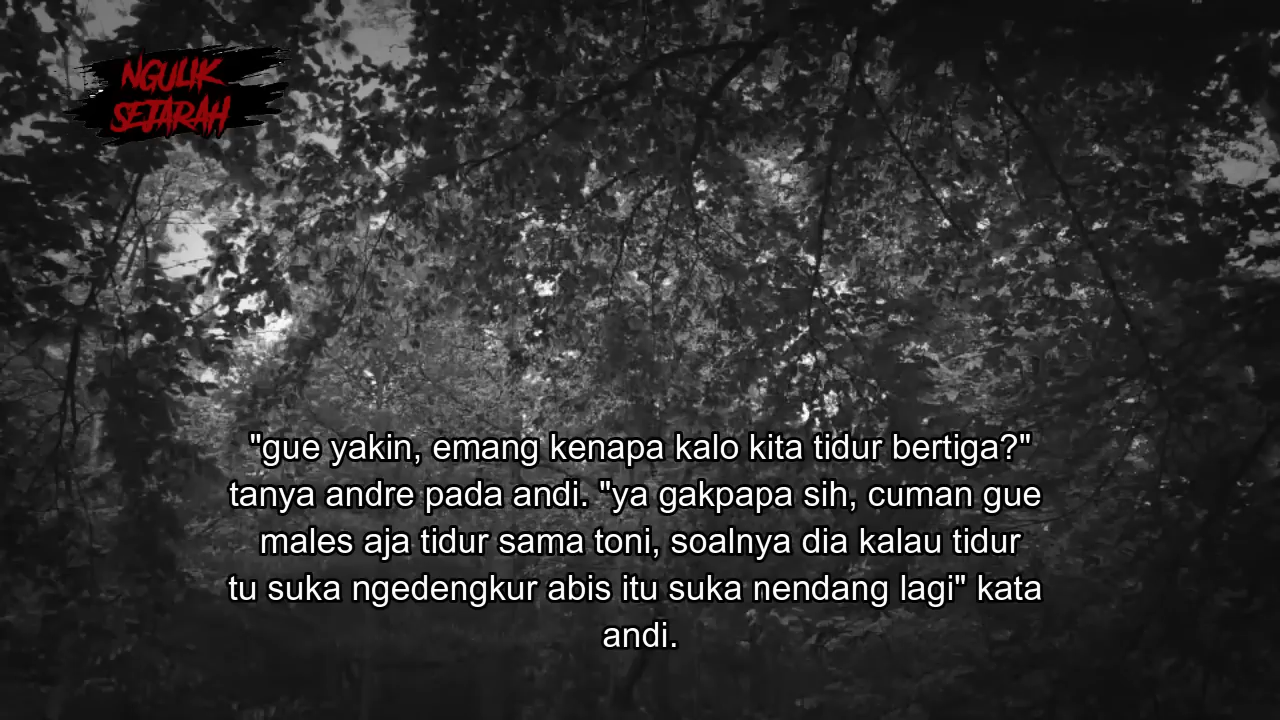 NGULIK
SEJARAH
"gue yakin, emang kenapa kalo kita tidur bertiga?"
tanya andre pada andi. "ya gakpapa sih, cuman gue
males aja tidur sama toni, soalnya dia kalau tidur
tu suka ngedengkur abis itu suka nendang lagi" kata
andi.